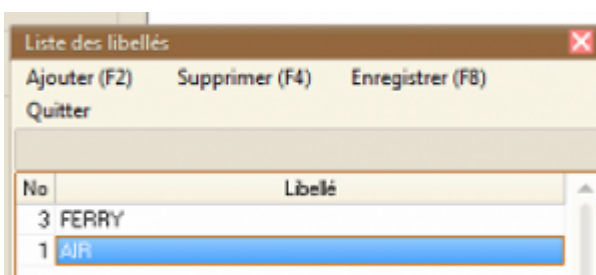 Liste des libellés
Ajouter (F2) Supprimer (F4) Enregistrer (F8)
Quitter
No Libellé
3 FERRY
1 AIR